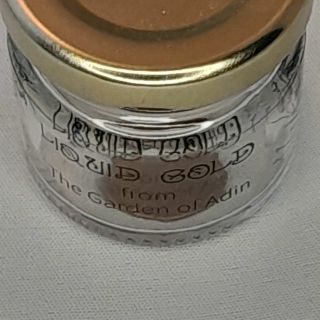 LIQUID GOLD
from
The Garden of Adin